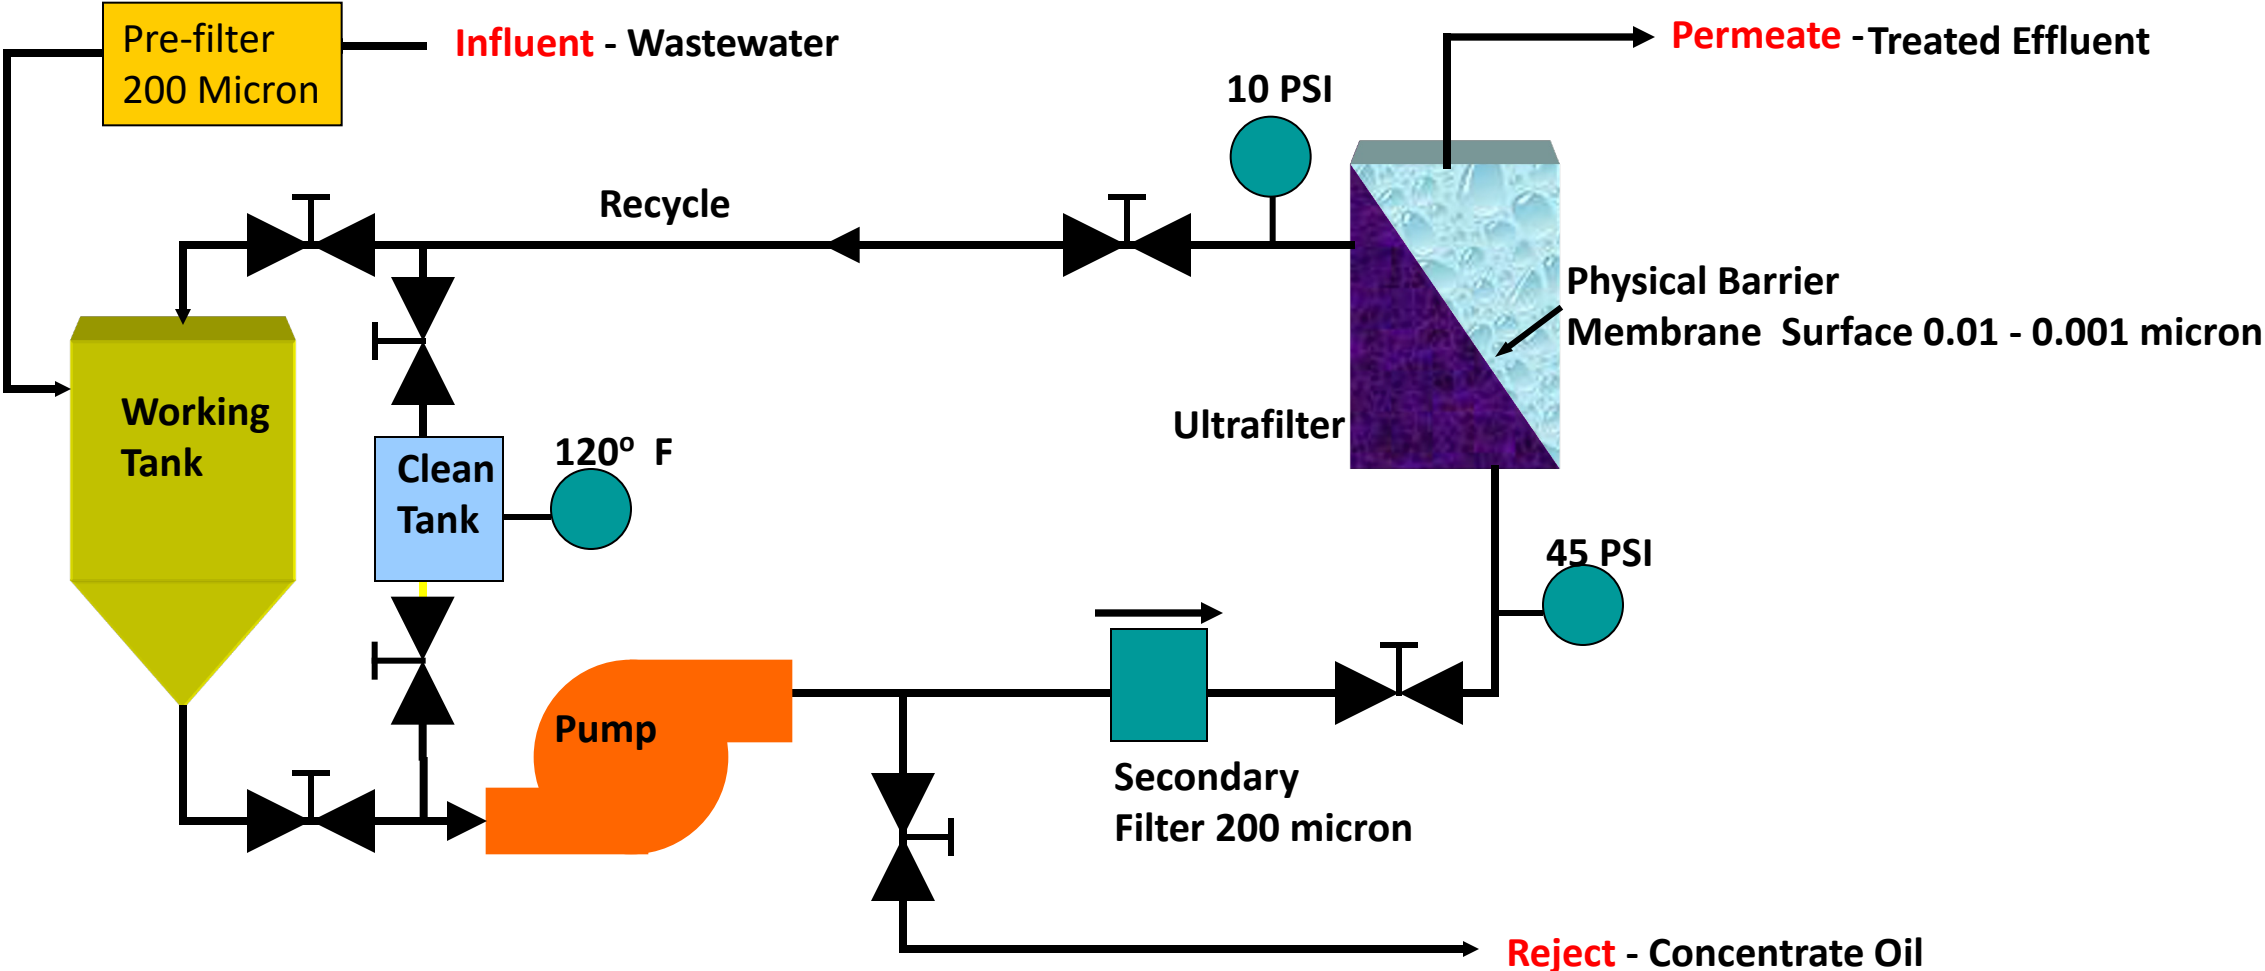 Pre-filter
200 Micron
Influent - Wastewater
Permeate - Treated Effluent
10 PSI
Recycle
Physical Barrier
Membrane  Surface 0.01 - 0.001 micron
Working
Tank
Clean
Tank
120º  F
Ultrafilter
45 PSI
Pump
Secondary
Filter 200 micron
Reject - Concentrate Oil